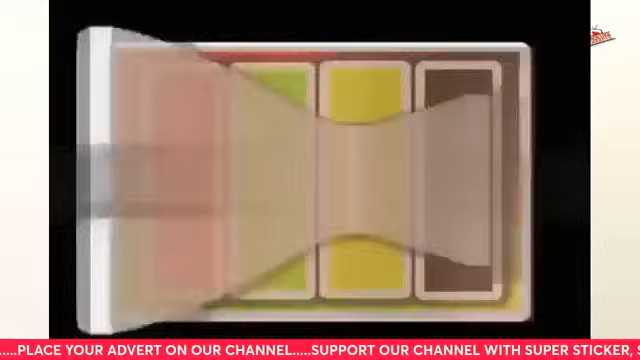 .....PLACE YOUR ADVERT ON OUR CHANNEL.....SUPPORT OUR CHANNEL WITH SUPER STICKER, S